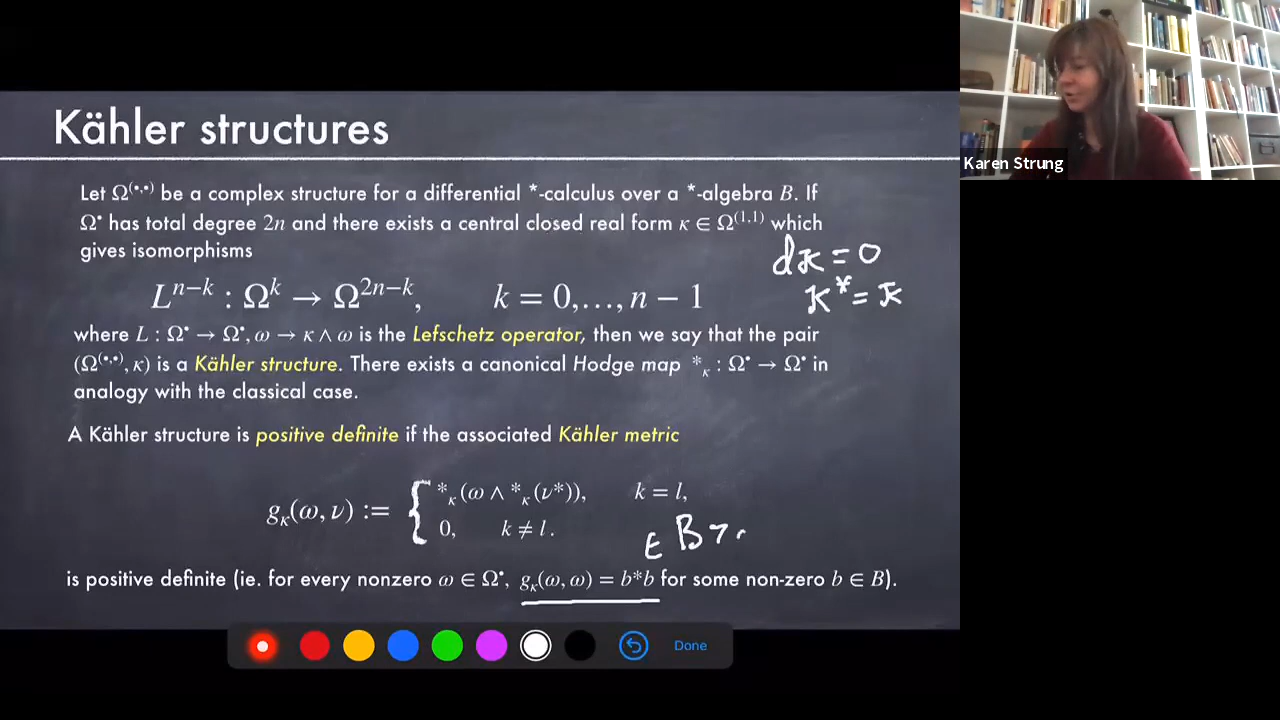 Kähler structures
Let Ω^(•,•) be a complex structure for a differential *-calculus over a *-algebra B. If
Ω^• has total degree 2n and there exists a central closed real form κ ∈ Ω^(1,1) which
gives isomorphisms
dκ = 0
L^{n−k} : Ω^k → Ω^{2n−k}, k = 0,…, n − 1
κ* = κ
where L : Ω^• → Ω^•, ω → κ ∧ ω is the Lefschetz operator, then we say that the pair
(Ω^(•,•), κ) is a Kähler structure. There exists a canonical Hodge map *_κ : Ω^• → Ω^• in
analogy with the classical case.
A Kähler structure is positive definite if the associated Kähler metric
g_κ(ω, ν) := { *_κ(ω ∧ *_κ(ν*)), k = l,
0, k ≠ l.
∈ B >
is positive definite (ie. for every nonzero ω ∈ Ω^•, g_κ(ω, ω) = b*b for some non-zero b ∈ B).
Done
Karen Strung